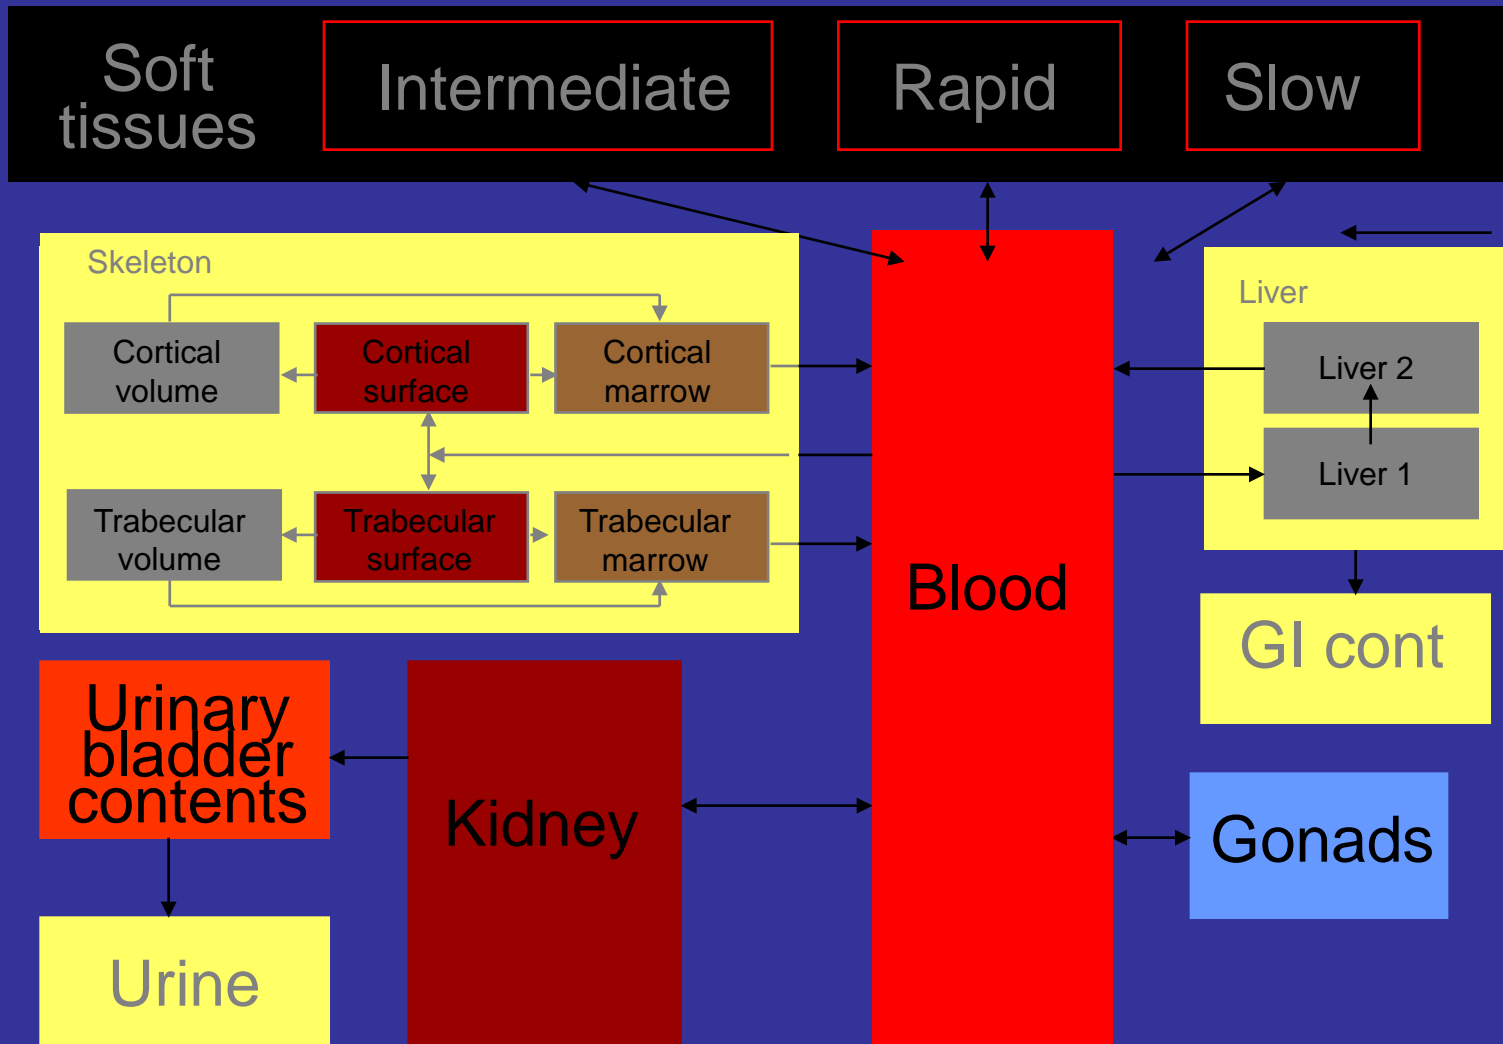 Soft
tissues
Intermediate
Rapid
Slow
Skeleton
Cortical
volume
Cortical
surface
Cortical
marrow
Trabecular
volume
Trabecular
surface
Trabecular
marrow
Liver
Liver 2
Liver 1
Blood
GI cont
Urinary
bladder
contents
Kidney
Gonads
Urine